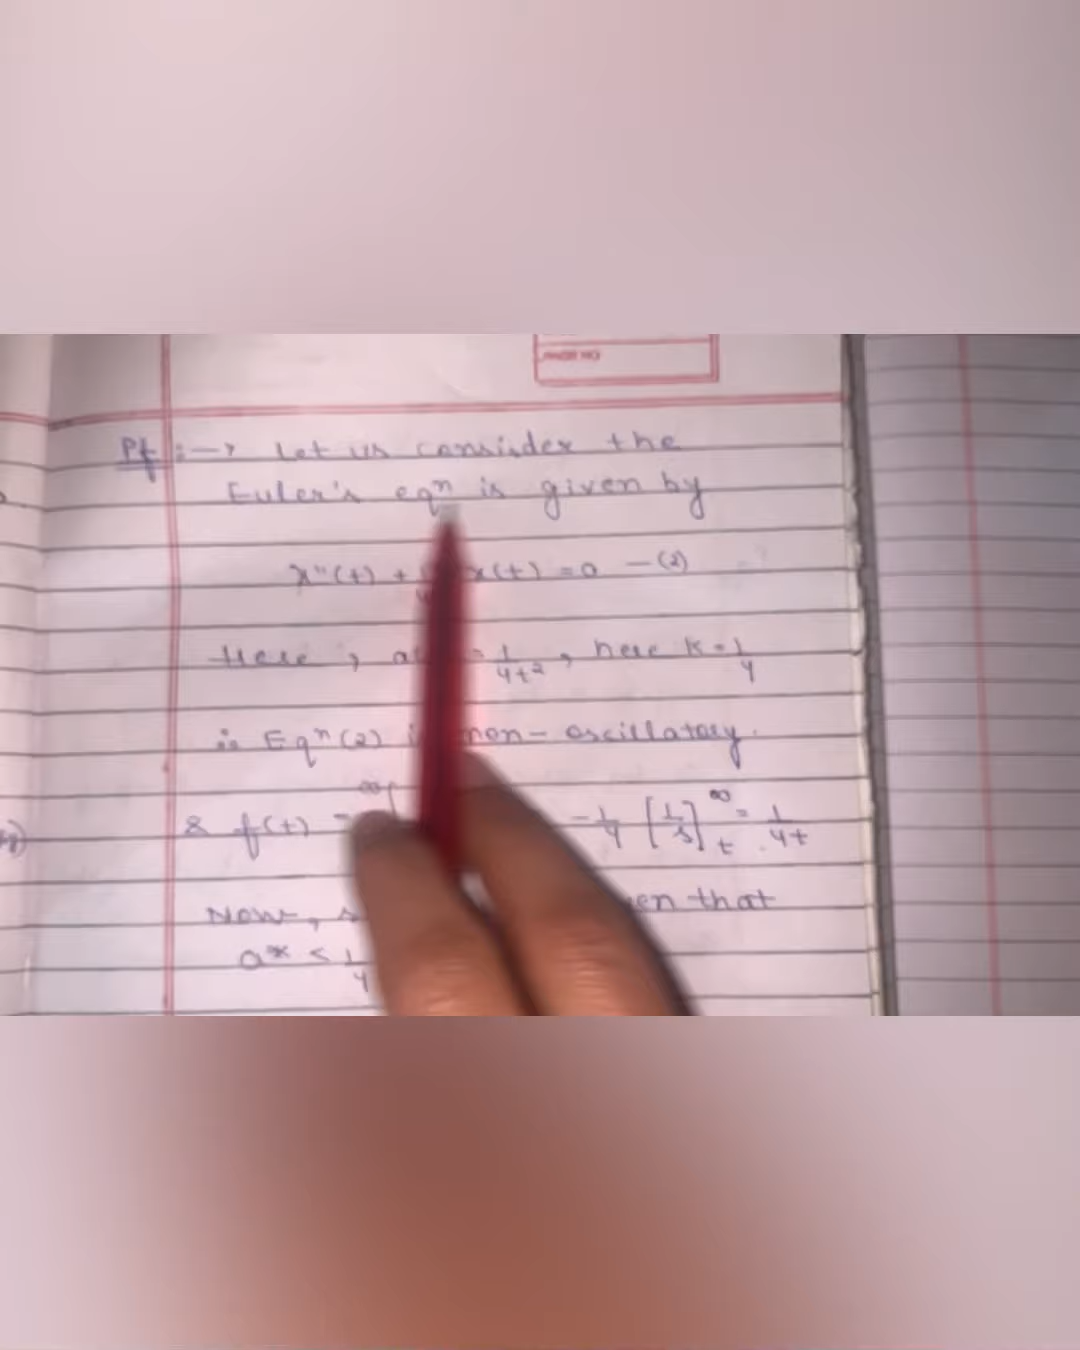 Pf :→ Let us consider the
Euler's eqⁿ is given by
x"(t) + x(t) = 0 — (2)
Here, = 1/4t², here K = 1/4
∴ Eqⁿ (2) non-oscillatory.
& f(t) = ∞∫ -1/4 [1/s]∞t = 1/4t
Now, that
a* < 1/4